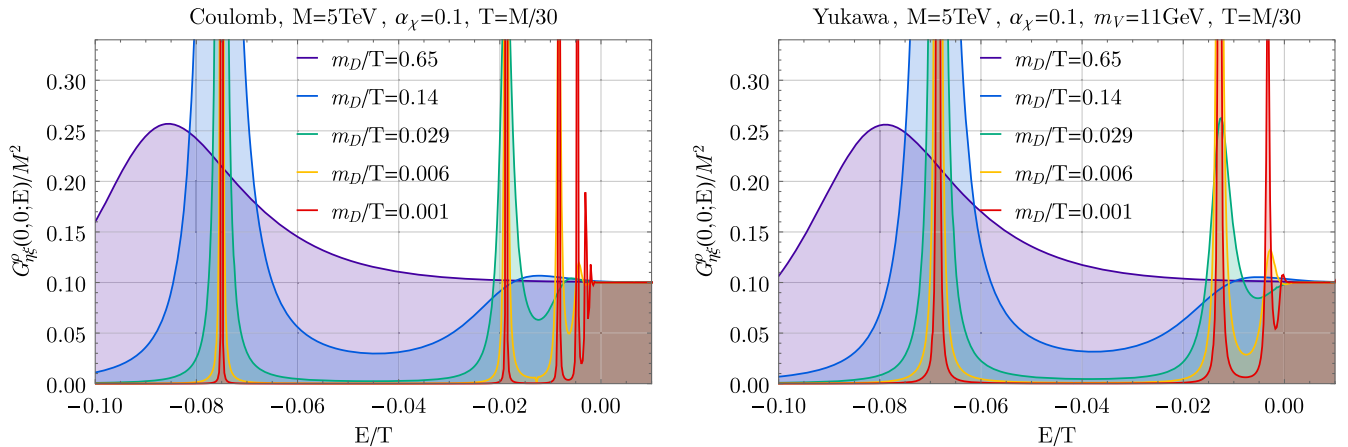 Coulomb, M=5TeV, αχ=0.1, T=M/30
0.30
0.25
0.20
0.15
0.10
0.05
0.00
G^ρ_ηξ(0,0;E)/M²
m_D/T=0.65
m_D/T=0.14
m_D/T=0.029
m_D/T=0.006
m_D/T=0.001
−0.10 −0.08 −0.06 −0.04 −0.02 0.00
E/T
Yukawa, M=5TeV, αχ=0.1, m_V=11GeV, T=M/30
0.30
0.25
0.20
0.15
0.10
0.05
0.00
G^ρ_ηξ(0,0;E)/M²
m_D/T=0.65
m_D/T=0.14
m_D/T=0.029
m_D/T=0.006
m_D/T=0.001
−0.10 −0.08 −0.06 −0.04 −0.02 0.00
E/T